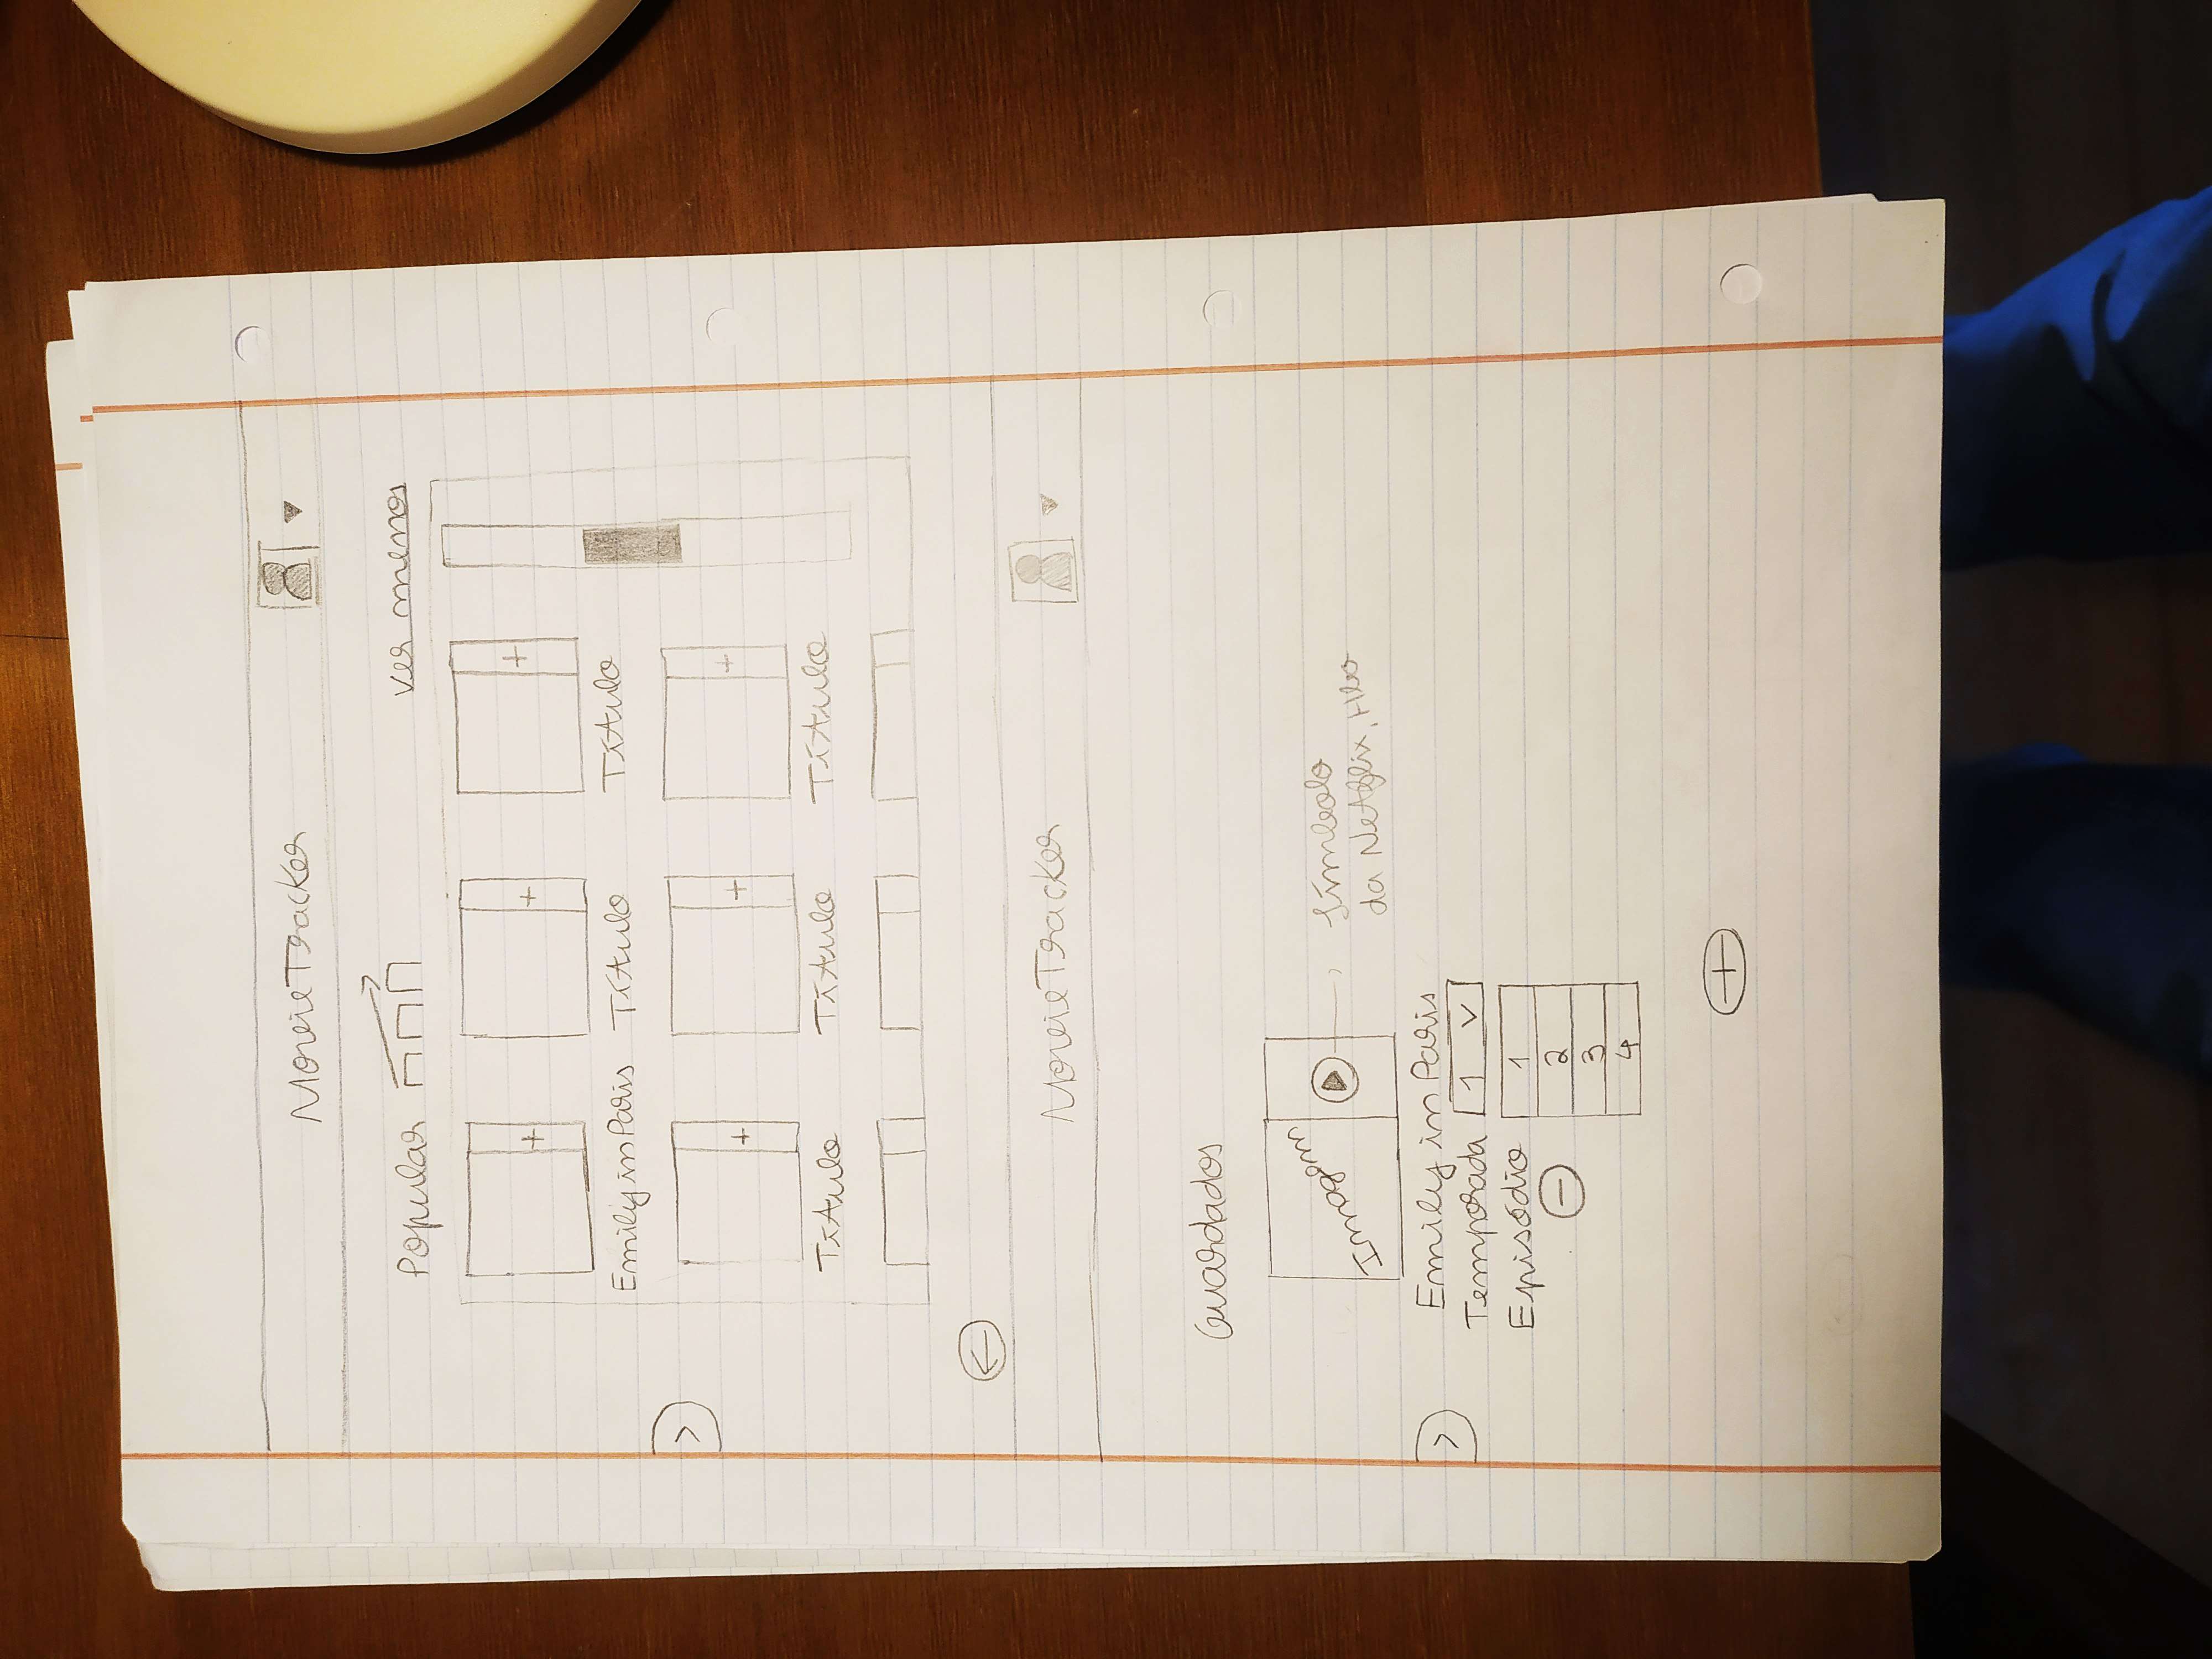 MovieTracker
Popular ver menos
+ + +
Emily in Paris Título Título
>
+ + +
Título Título Título
←
MovieTracker
Guardados
Imagem
Símbolo
da Netflix, Hbo
Emily in Paris
>
Temporada 1 v
Episódio 1
− 2
3
4
+